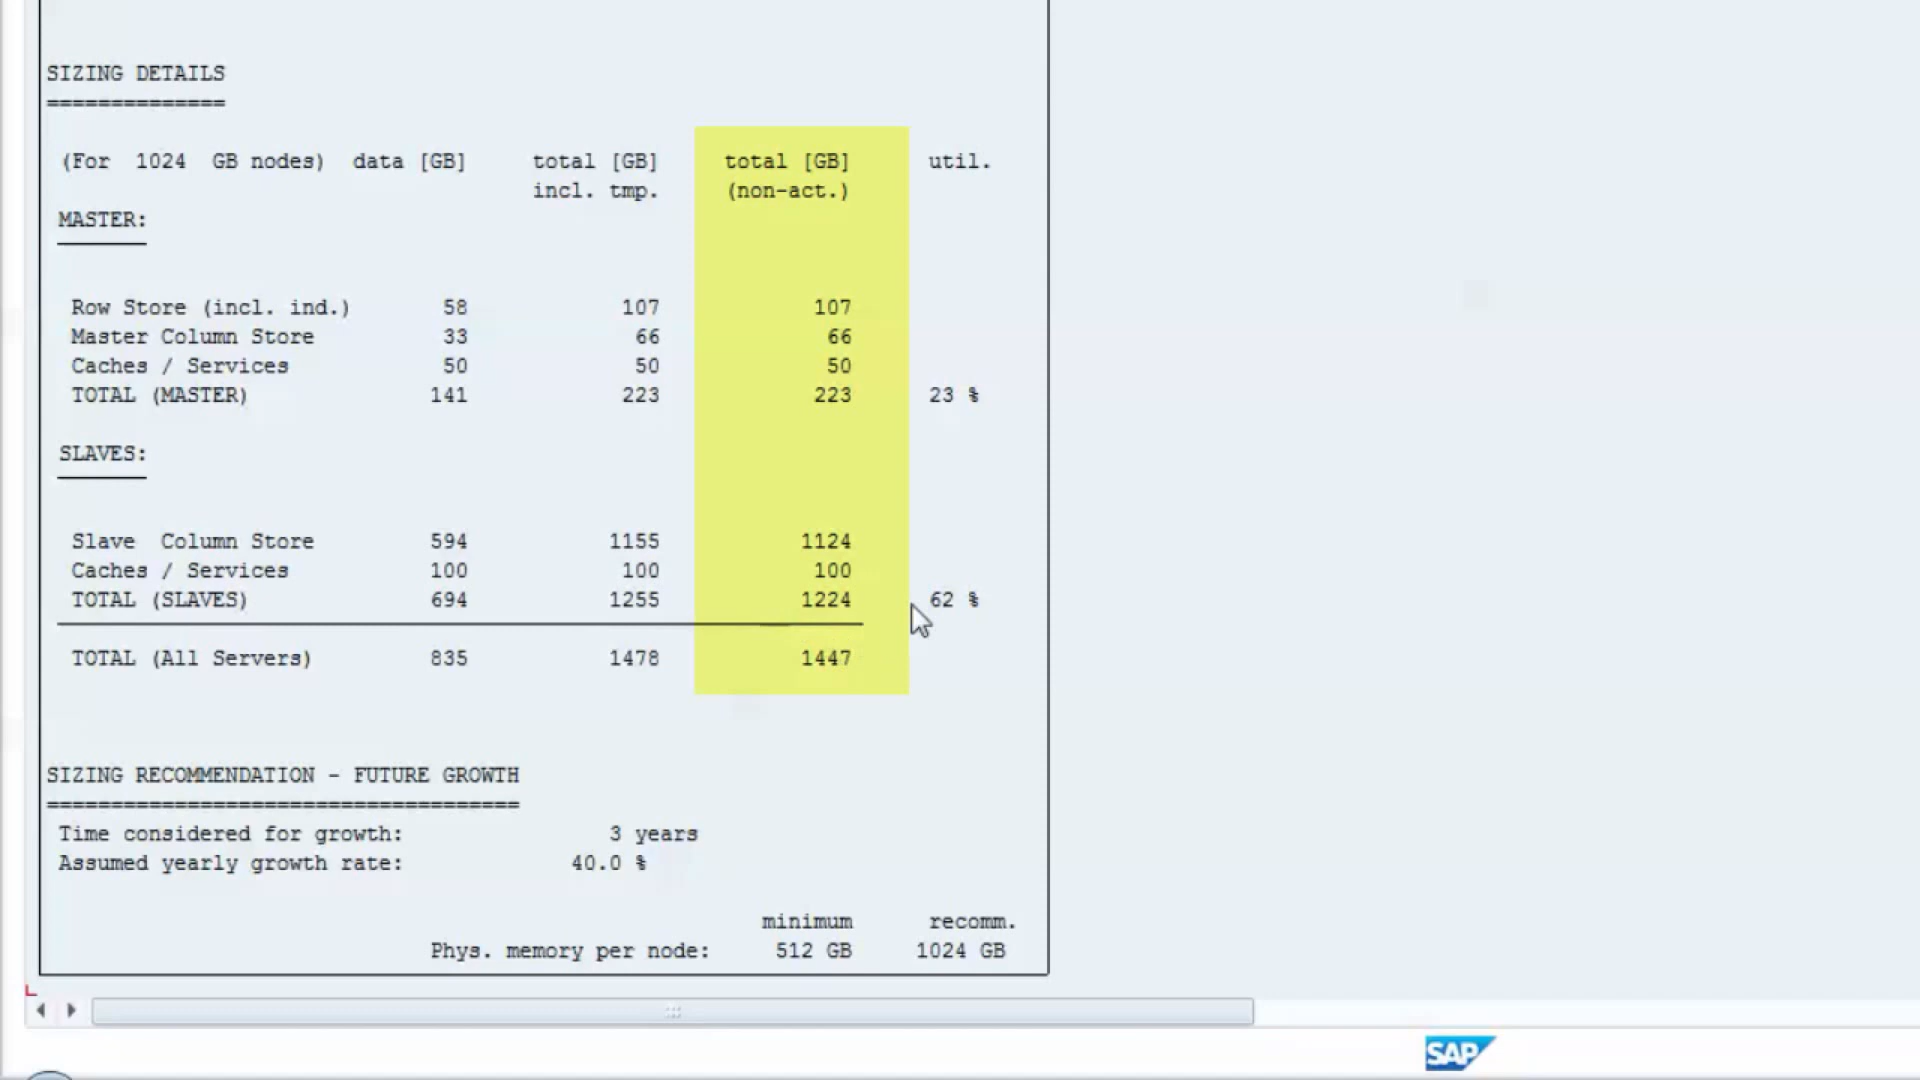 SIZING DETAILS
==============
(For 1024 GB nodes) data [GB] total [GB] total [GB] util.
incl. tmp. (non-act.)
MASTER:
Row Store (incl. ind.) 58 107 107
Master Column Store 33 66 66
Caches / Services 50 50 50
TOTAL (MASTER) 141 223 223 23 %
SLAVES:
Slave Column Store 594 1155 1124
Caches / Services 100 100 100
TOTAL (SLAVES) 694 1255 1224 62 %
TOTAL (All Servers) 835 1478 1447
SIZING RECOMMENDATION - FUTURE GROWTH
=====================================
Time considered for growth: 3 years
Assumed yearly growth rate: 40.0 %
minimum recomm.
Phys. memory per node: 512 GB 1024 GB
SAP